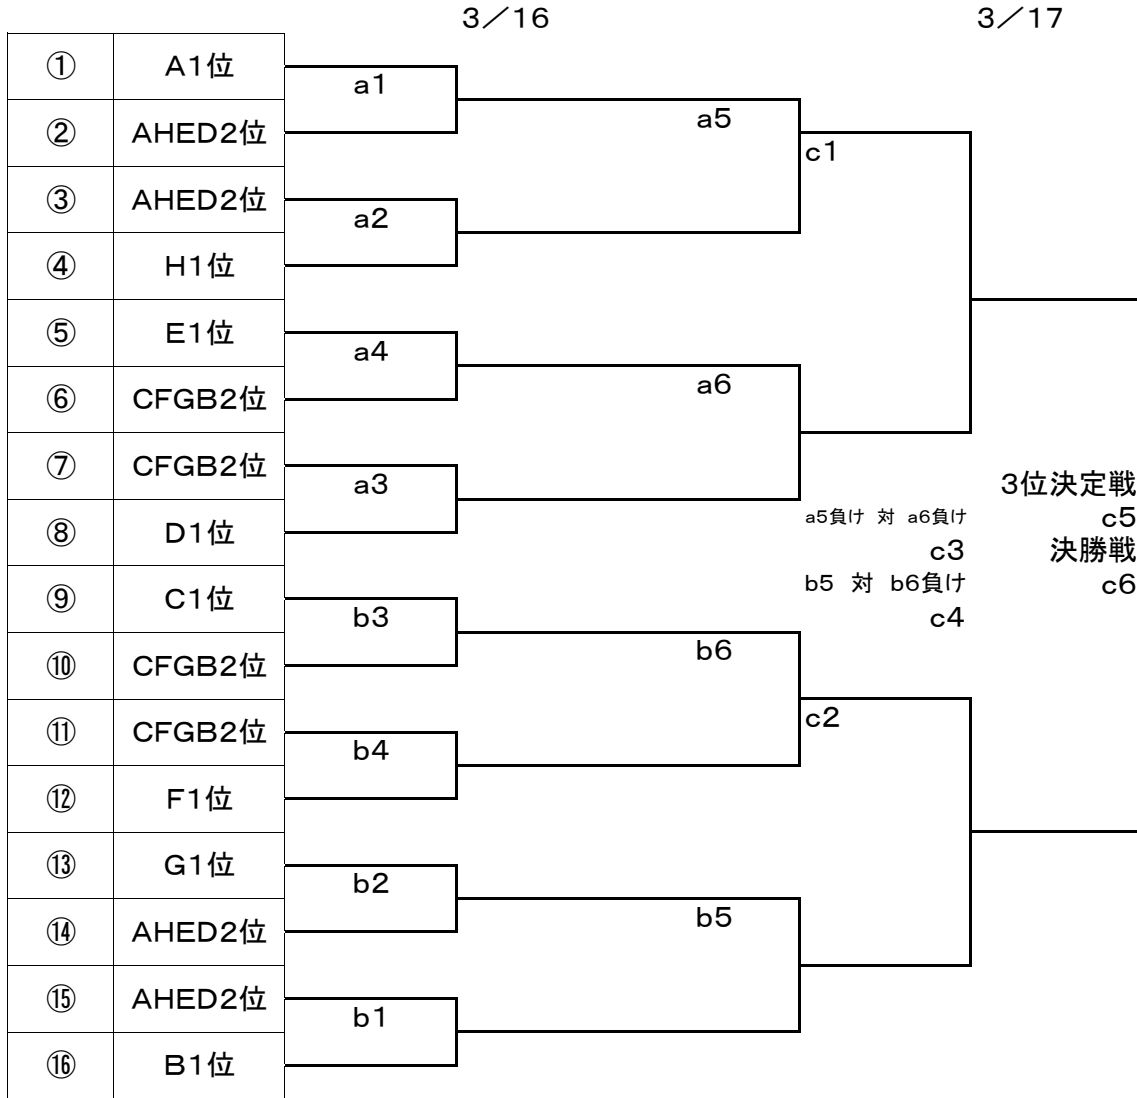 3／16 3／17
① A1位
a1
② AHED2位
a5
c1
③ AHED2位
a2
④ H1位
⑤ E1位
a4
⑥ CFGB2位
a6
⑦ CFGB2位
a3
⑧ D1位
3位決定戦
a5負け 対 a6負け
c5
c3
決勝戦
b5 対 b6負け
c6
c4
⑨ C1位
b3
⑩ CFGB2位
b6
⑪ CFGB2位
c2
b4
⑫ F1位
⑬ G1位
b2
⑭ AHED2位
b5
⑮ AHED2位
b1
⑯ B1位